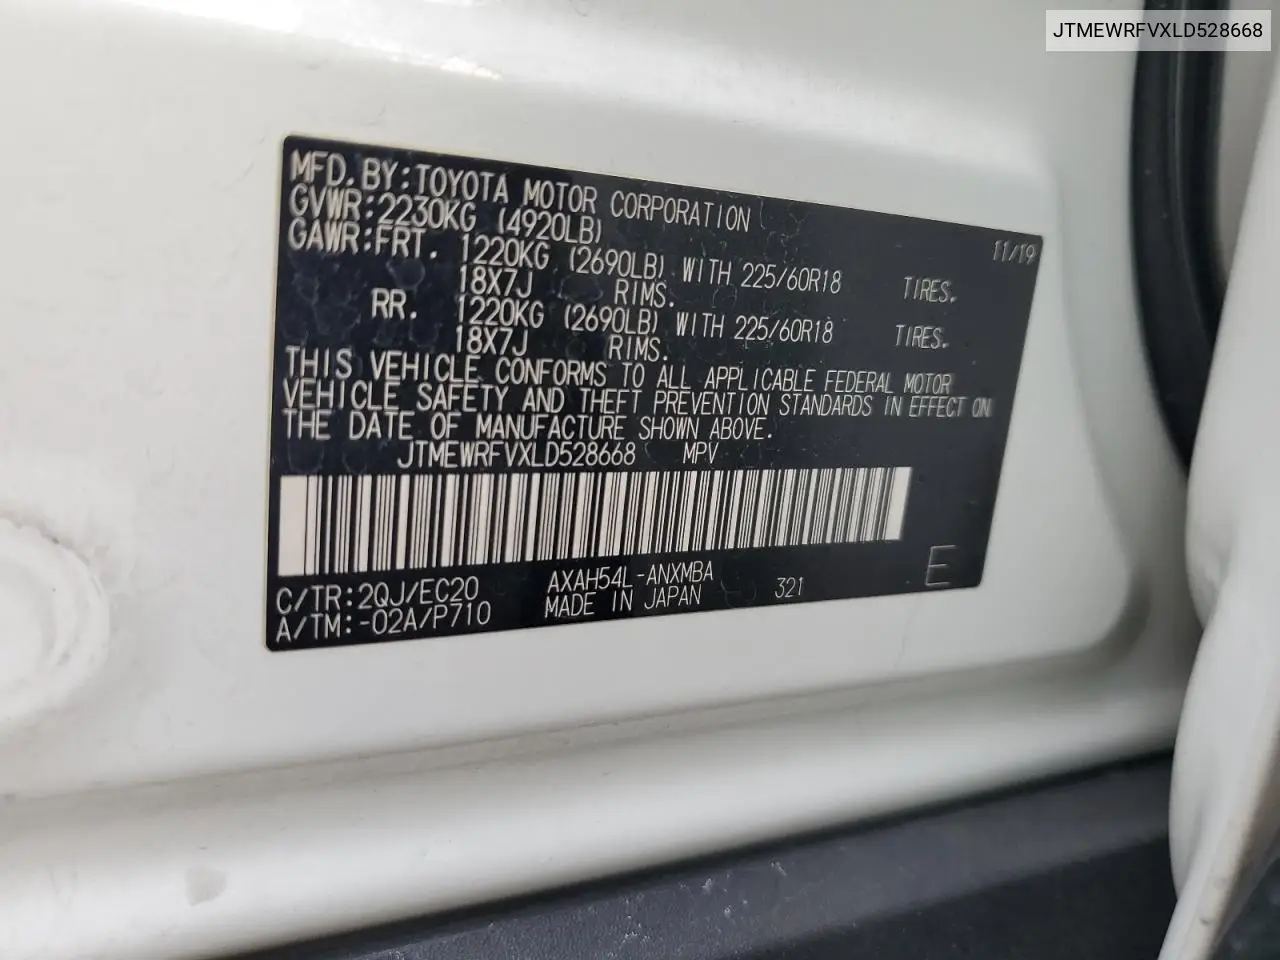 JTMEWRFVXLD528668
MFD. BY:TOYOTA MOTOR CORPORATION 11/19
GVWR:2230KG (4920LB)
GAWR:FRT. 1220KG (2690LB) WITH 225/60R18 TIRES.
18X7J RIMS.
RR. 1220KG (2690LB) WITH 225/60R18 TIRES.
18X7J RIMS.
THIS VEHICLE CONFORMS TO ALL APPLICABLE FEDERAL MOTOR
VEHICLE SAFETY AND THEFT PREVENTION STANDARDS IN EFFECT ON
THE DATE OF MANUFACTURE SHOWN ABOVE.
JTMEWRFVXLD528668 MPV
C/TR:2QJ/EC20 AXAH54L-ANXMBA
A/TM:-02A/P710 MADE IN JAPAN 321 E